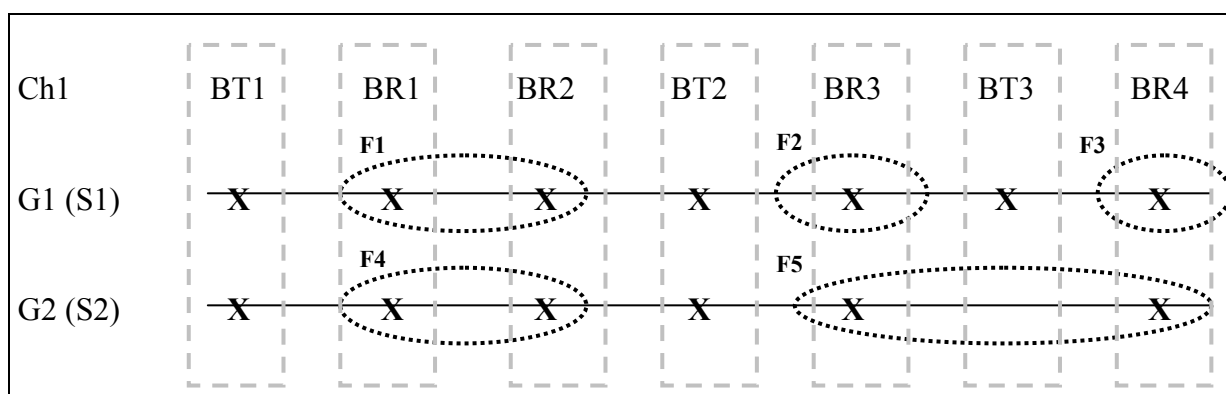 Ch1 BT1 BR1 BR2 BT2 BR3 BT3 BR4
F1 F2 F3
G1 (S1) X X X X X X X
F4 F5
G2 (S2) X X X X X X